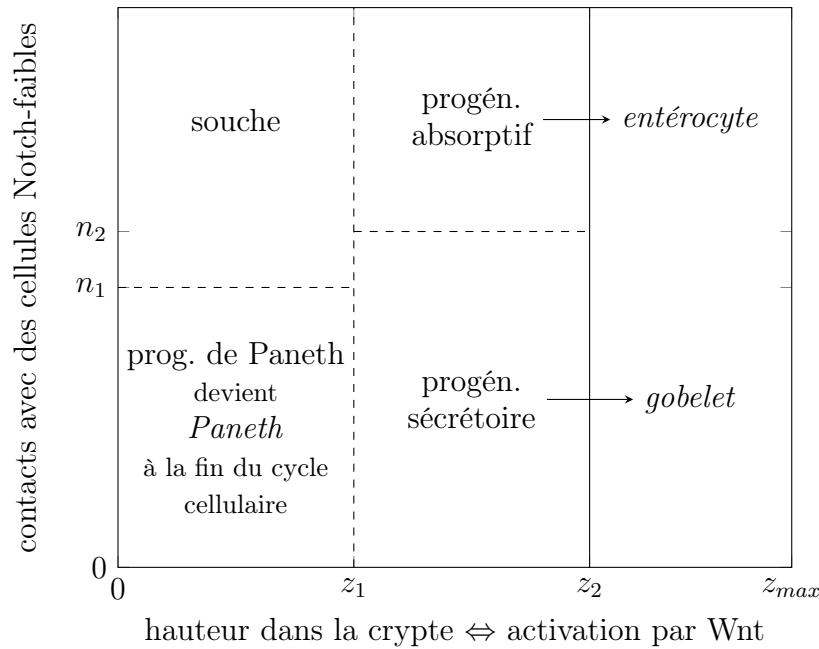 contacts avec des cellules Notch-faibles
souche
progén.
absorptif
entérocyte
n₂
n₁
prog. de Paneth
devient
Paneth
à la fin du cycle
cellulaire
progén.
sécrétoire
gobelet
0
0
z₁
z₂
zₘₐₓ
hauteur dans la crypte ⇔ activation par Wnt